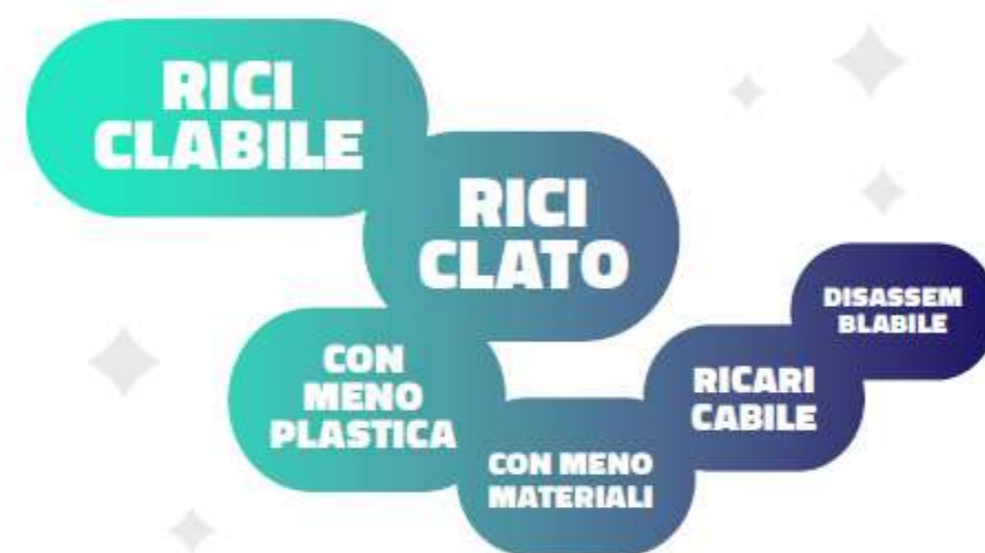 RICI
CLABILE
RICI
CLATO
CON
MENO
PLASTICA
CON MENO
MATERIALI
RICARI
CABILE
DISASSEM
BLABILE